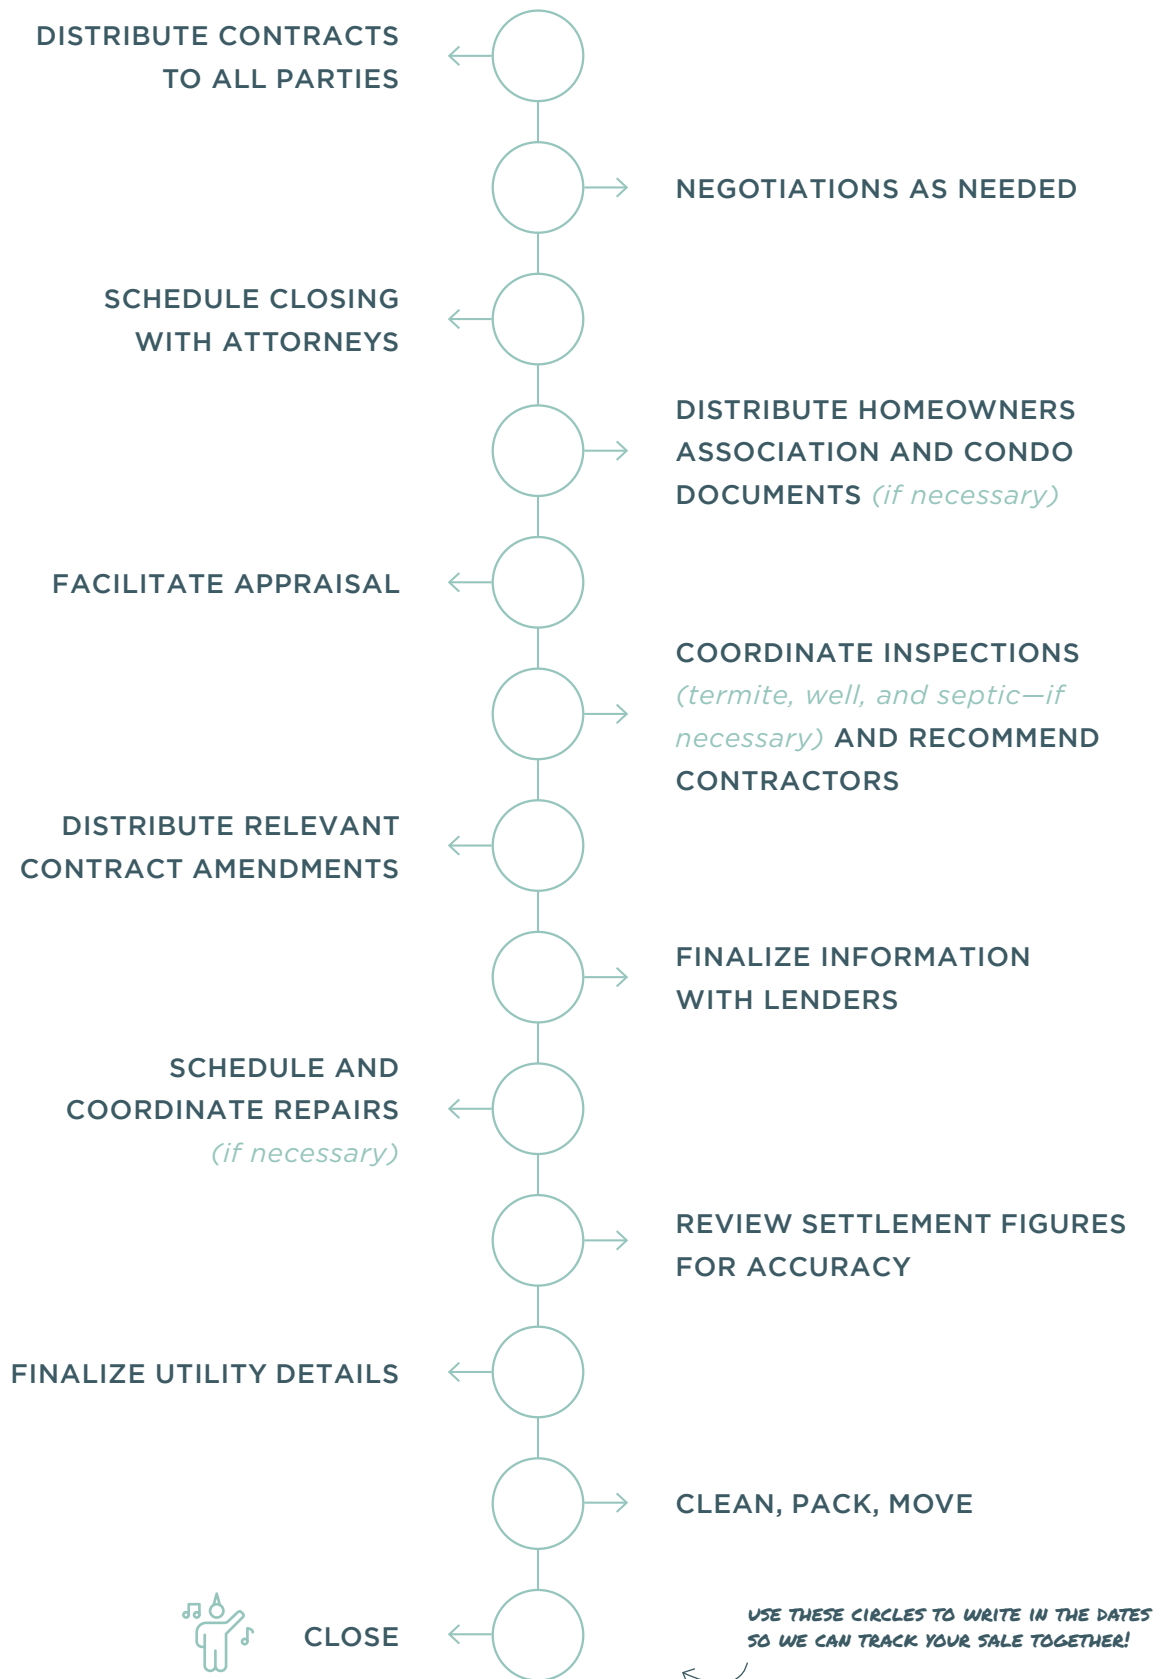 DISTRIBUTE CONTRACTS
TO ALL PARTIES
NEGOTIATIONS AS NEEDED
SCHEDULE CLOSING
WITH ATTORNEYS
DISTRIBUTE HOMEOWNERS
ASSOCIATION AND CONDO
DOCUMENTS (if necessary)
FACILITATE APPRAISAL
COORDINATE INSPECTIONS
(termite, well, and septic—if
necessary) AND RECOMMEND
CONTRACTORS
DISTRIBUTE RELEVANT
CONTRACT AMENDMENTS
FINALIZE INFORMATION
WITH LENDERS
SCHEDULE AND
COORDINATE REPAIRS
(if necessary)
REVIEW SETTLEMENT FIGURES
FOR ACCURACY
FINALIZE UTILITY DETAILS
CLEAN, PACK, MOVE
CLOSE
USE THESE CIRCLES TO WRITE IN THE DATES
SO WE CAN TRACK YOUR SALE TOGETHER!